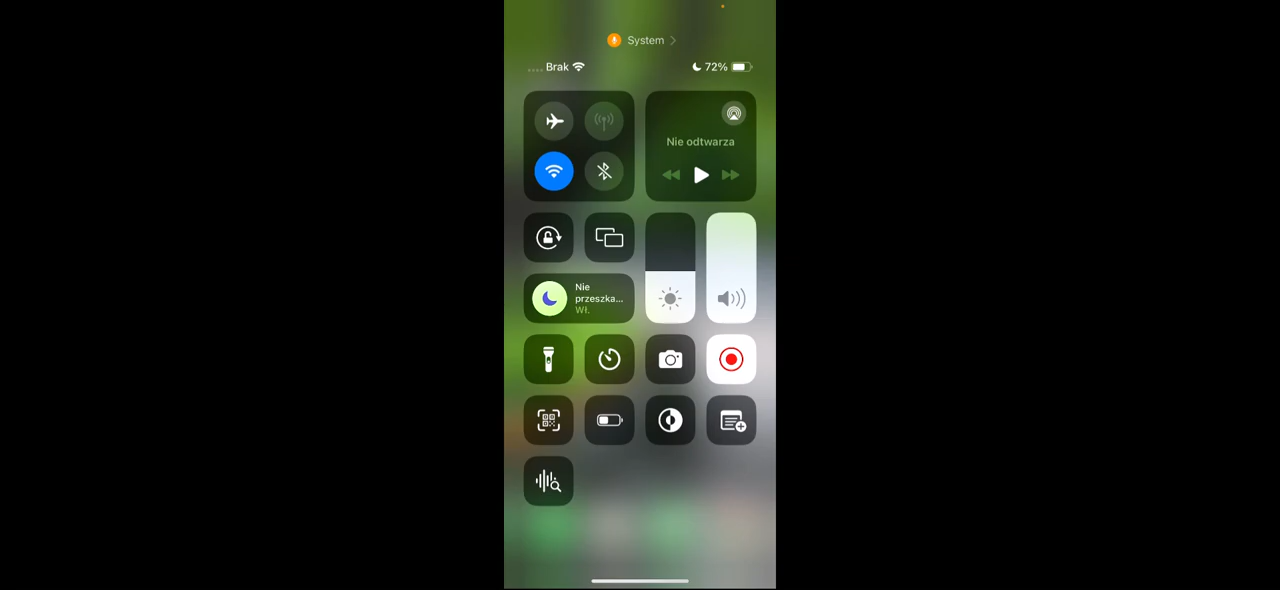 System
Brak
72%
Nie odtwarza
Nie
przeszka...
Wł.